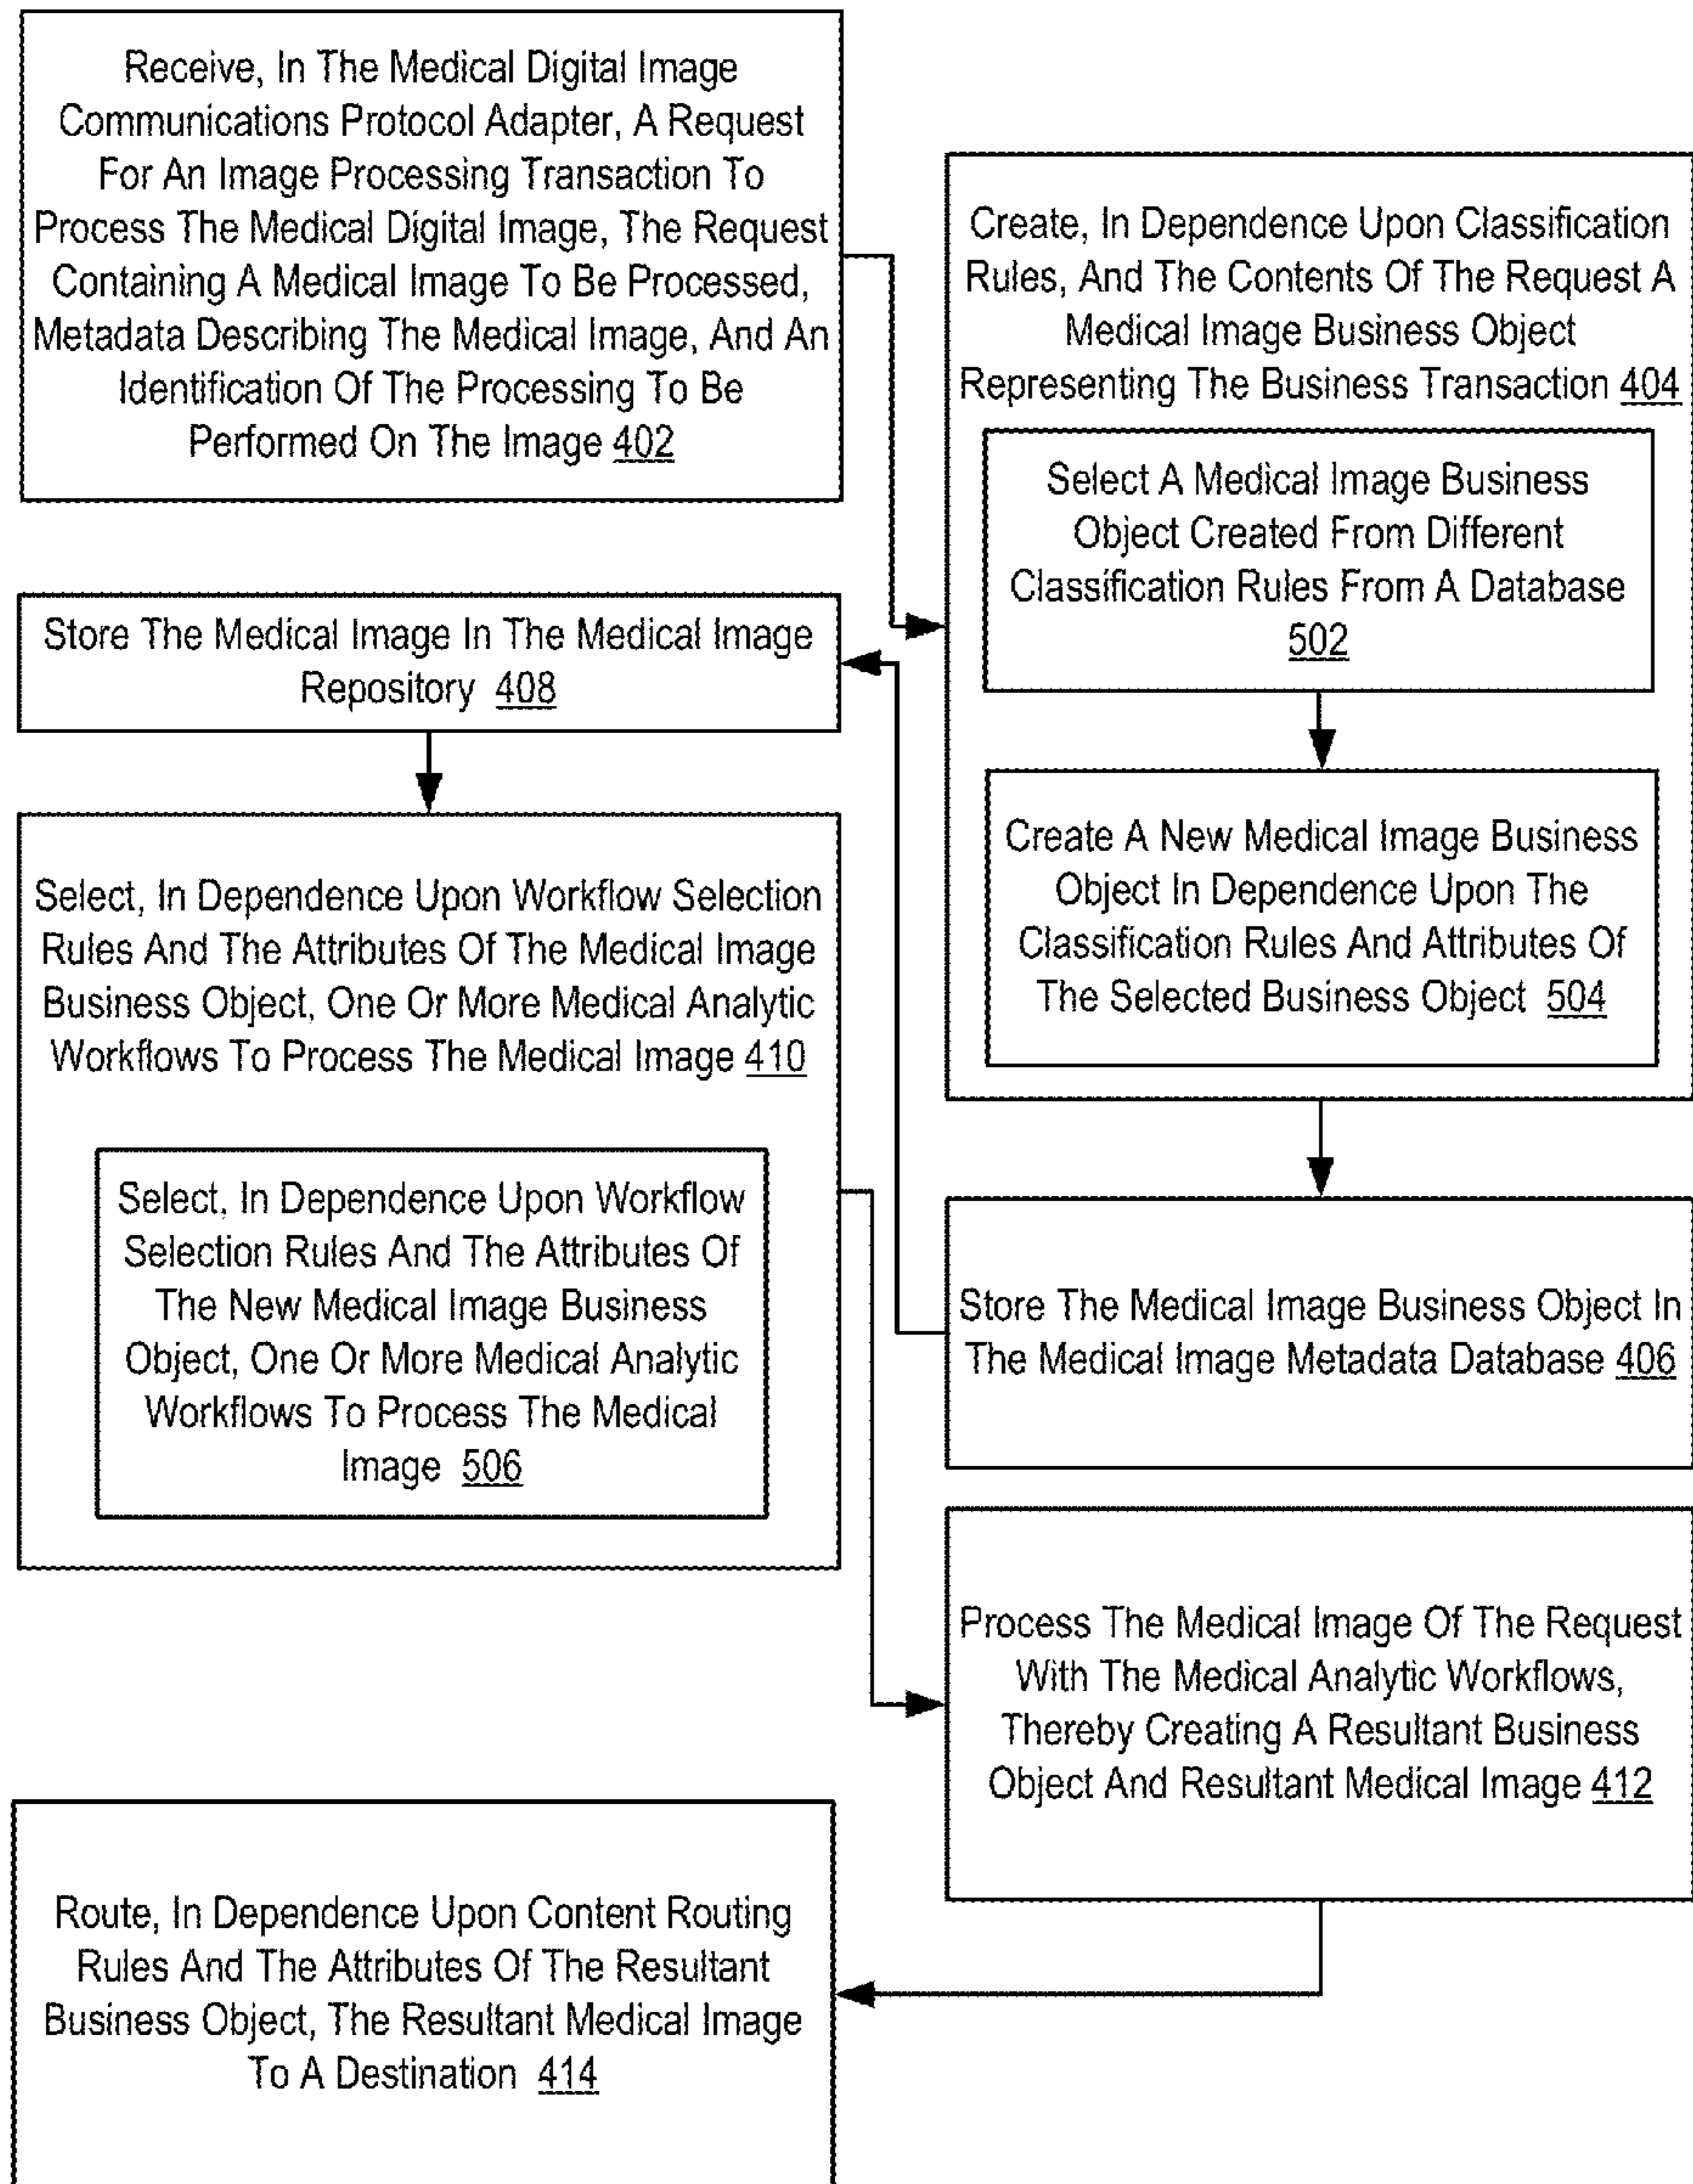 Receive, In The Medical Digital Image
Communications Protocol Adapter, A Request
For An Image Processing Transaction To
Process The Medical Digital Image, The Request
Containing A Medical Image To Be Processed,
Metadata Describing The Medical Image, And An
Identification Of The Processing To Be
Performed On The Image 402
Create, In Dependence Upon Classification
Rules, And The Contents Of The Request A
Medical Image Business Object
Representing The Business Transaction 404
Select A Medical Image Business
Object Created From Different
Classification Rules From A Database
502
Create A New Medical Image Business
Object In Dependence Upon The
Classification Rules And Attributes Of
The Selected Business Object 504
Store The Medical Image Business Object In
The Medical Image Metadata Database 406
Store The Medical Image In The Medical Image
Repository 408
Select, In Dependence Upon Workflow Selection
Rules And The Attributes Of The Medical Image
Business Object, One Or More Medical Analytic
Workflows To Process The Medical Image 410
Select, In Dependence Upon Workflow
Selection Rules And The Attributes Of
The New Medical Image Business
Object, One Or More Medical Analytic
Workflows To Process The Medical
Image 506
Process The Medical Image Of The Request
With The Medical Analytic Workflows,
Thereby Creating A Resultant Business
Object And Resultant Medical Image 412
Route, In Dependence Upon Content Routing
Rules And The Attributes Of The Resultant
Business Object, The Resultant Medical Image
To A Destination 414